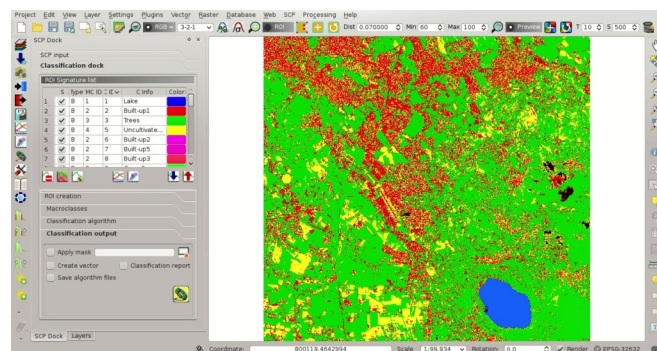 Project Edit View Layer Settings Plugins Vector Raster Database Web SCP Processing Help
RGB = 3-2-1 ROI Dist 0.070000 Min 60 Max 100 Preview T 10 S 500
SCP Dock
SCP input
Classification dock
ROI Signature list
S Type MC ID C Info Color
1 B 1 1 Lake
2 B 2 2 Built-up1
3 B 3 3 Trees
4 B 4 5 Uncultivate...
5 B 2 6 Built-up2
6 B 2 7 Built-up5
7 B 2 8 Built-up3
ROI creation
Macroclasses
Classification algorithm
Classification output
Apply mask
Create vector Classification report
Save algorithm files
SCP Dock Layers
Coordinate: 800119,4642994 Scale 1:99,934 Rotation: 0.0 Render EPSG:32632